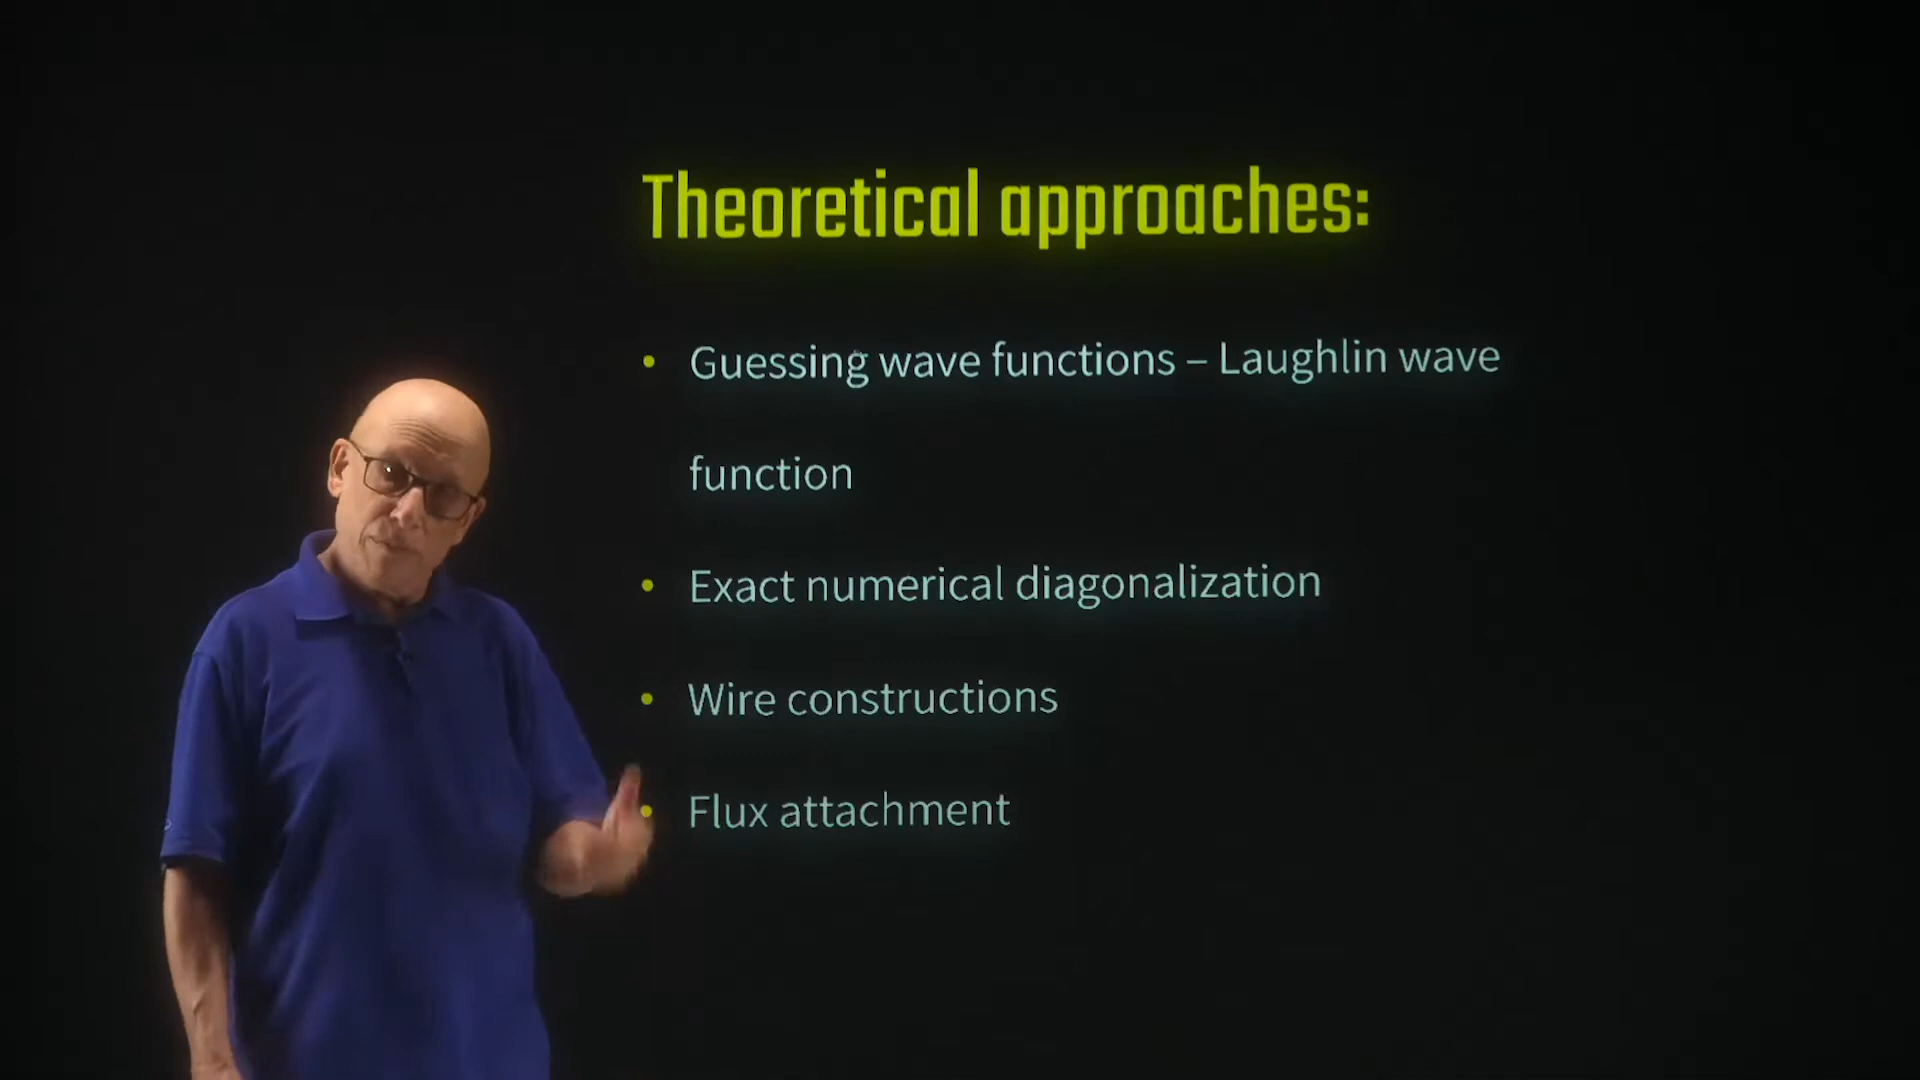 Theoretical approaches:
• Guessing wave functions – Laughlin wave
function
• Exact numerical diagonalization
• Wire constructions
• Flux attachment